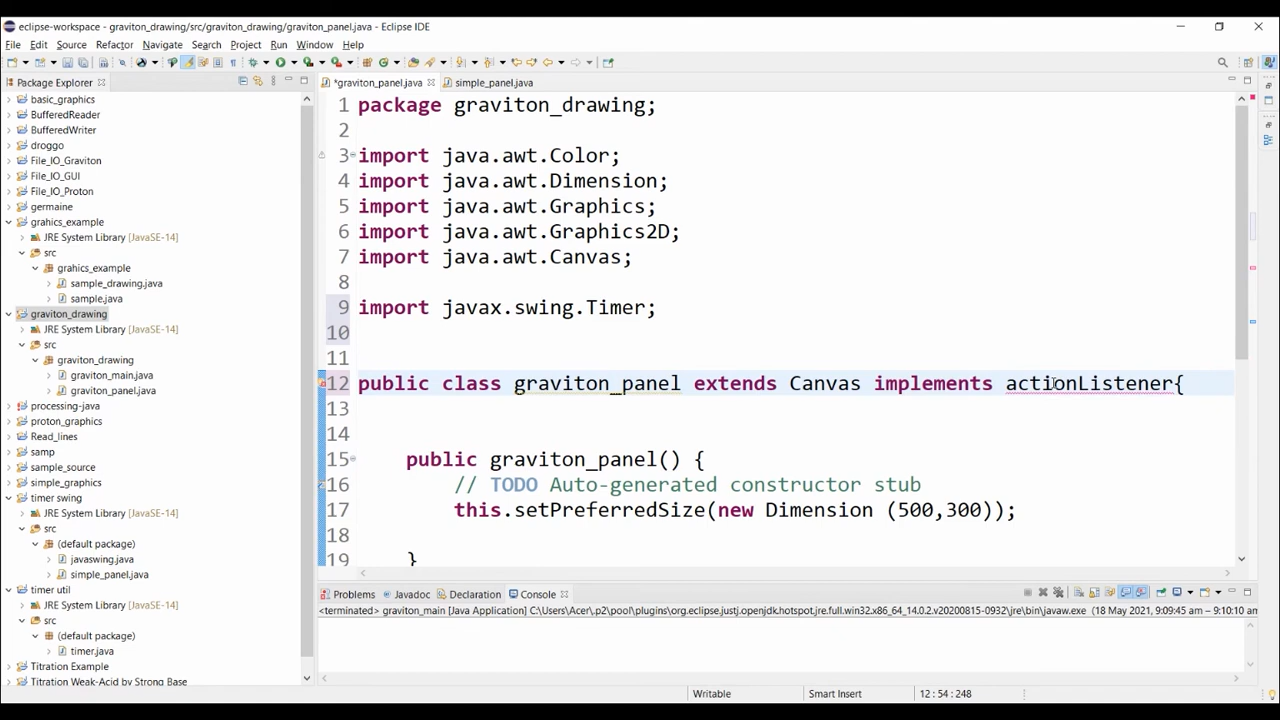 eclipse-workspace - graviton_drawing/src/graviton_drawing/graviton_panel.java - Eclipse IDE
File Edit Source Refactor Navigate Search Project Run Window Help
Package Explorer
*graviton_panel.java
simple_panel.java
basic_graphics
BufferedReader
BufferedWriter
droggo
File_IO_Graviton
File_IO_GUI
File_IO_Proton
germaine
grahics_example
JRE System Library [JavaSE-14]
src
grahics_example
sample_drawing.java
sample.java
graviton_drawing
JRE System Library [JavaSE-14]
src
graviton_drawing
graviton_main.java
graviton_panel.java
processing-java
proton_graphics
Read_lines
samp
sample_source
simple_graphics
timer swing
JRE System Library [JavaSE-14]
src
(default package)
javaswing.java
simple_panel.java
timer util
JRE System Library [JavaSE-14]
src
(default package)
timer.java
Titration Example
Titration Weak-Acid by Strong Base
1 package graviton_drawing;
2
3 import java.awt.Color;
4 import java.awt.Dimension;
5 import java.awt.Graphics;
6 import java.awt.Graphics2D;
7 import java.awt.Canvas;
8
9 import javax.swing.Timer;
10
11
12 public class graviton_panel extends Canvas implements actionListener{
13
14
15 public graviton_panel() {
16 // TODO Auto-generated constructor stub
17 this.setPreferredSize(new Dimension (500,300));
18
19 }
Problems Javadoc Declaration Console
<terminated> graviton_main [Java Application] C:\Users\Acer\.p2\pool\plugins\org.eclipse.justj.openjdk.hotspot.jre.full.win32.x86_64_14.0.2.v20200815-0932\jre\bin\javaw.exe (18 May 2021, 9:09:45 am – 9:10:10 am
Writable
Smart Insert
12 : 54 : 248